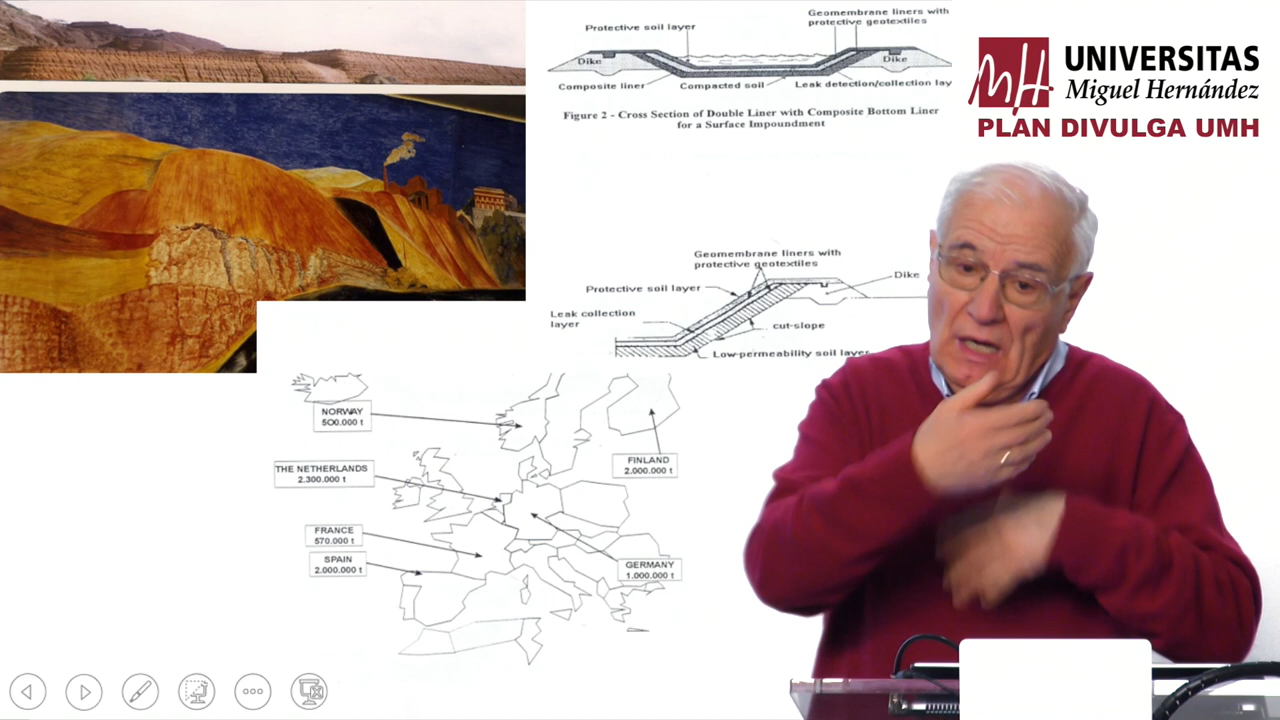 Protective soil layer
Geomembrane liners with
protective geotextiles
Dike
Dike
Composite liner
Compacted soil
Leak detection/collection lay
Figure 2 - Cross Section of Double Liner with Composite Bottom Liner
for a Surface Impoundment
UNIVERSITAS
Miguel Hernández
PLAN DIVULGA UMH
Geomembrane liners with
protective geotextiles
Dike
Protective soil layer
Leak collection
layer
cut-slope
Low-permeability soil layer
NORWAY
500.000 t
FINLAND
2.000.000 t
THE NETHERLANDS
2.300.000 t
FRANCE
570.000 t
SPAIN
2.000.000 t
GERMANY
1.000.000 t